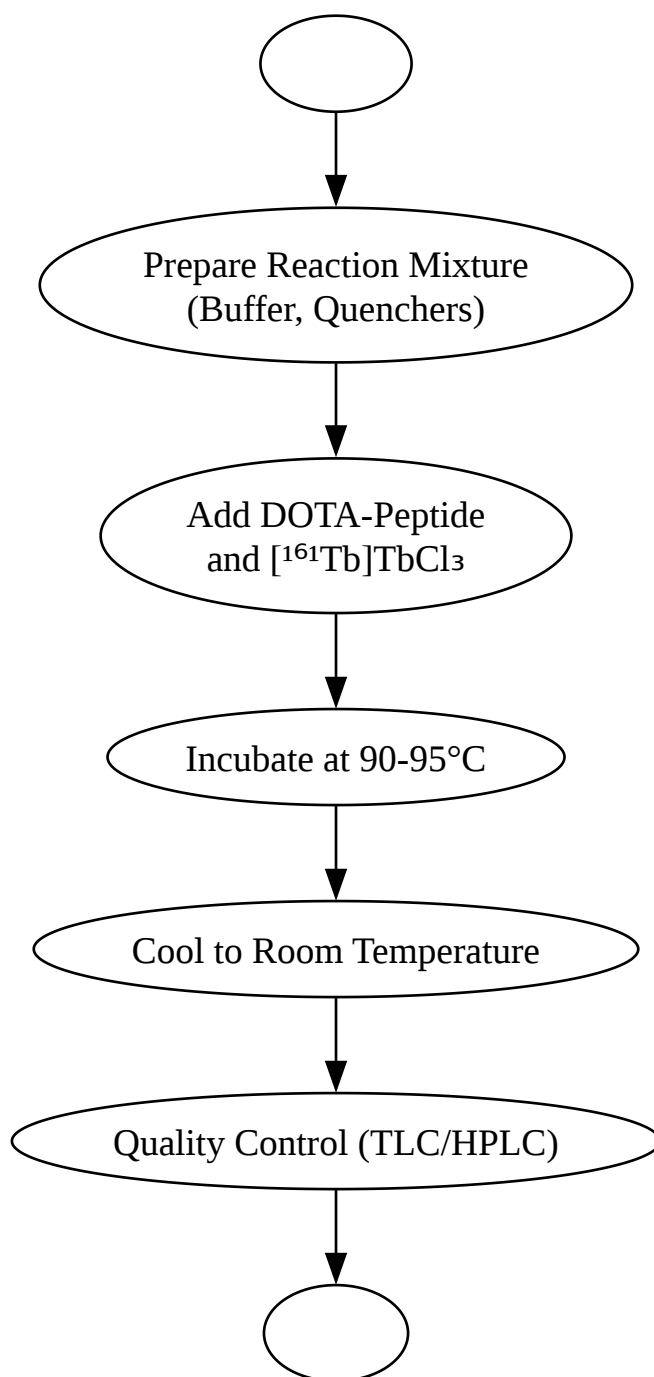 Prepare Reaction Mixture
(Buffer, Quenchers)
Add DOTA-Peptide
and [¹⁶¹Tb]TbCl₃
Incubate at 90-95°C
Cool to Room Temperature
Quality Control (TLC/HPLC)